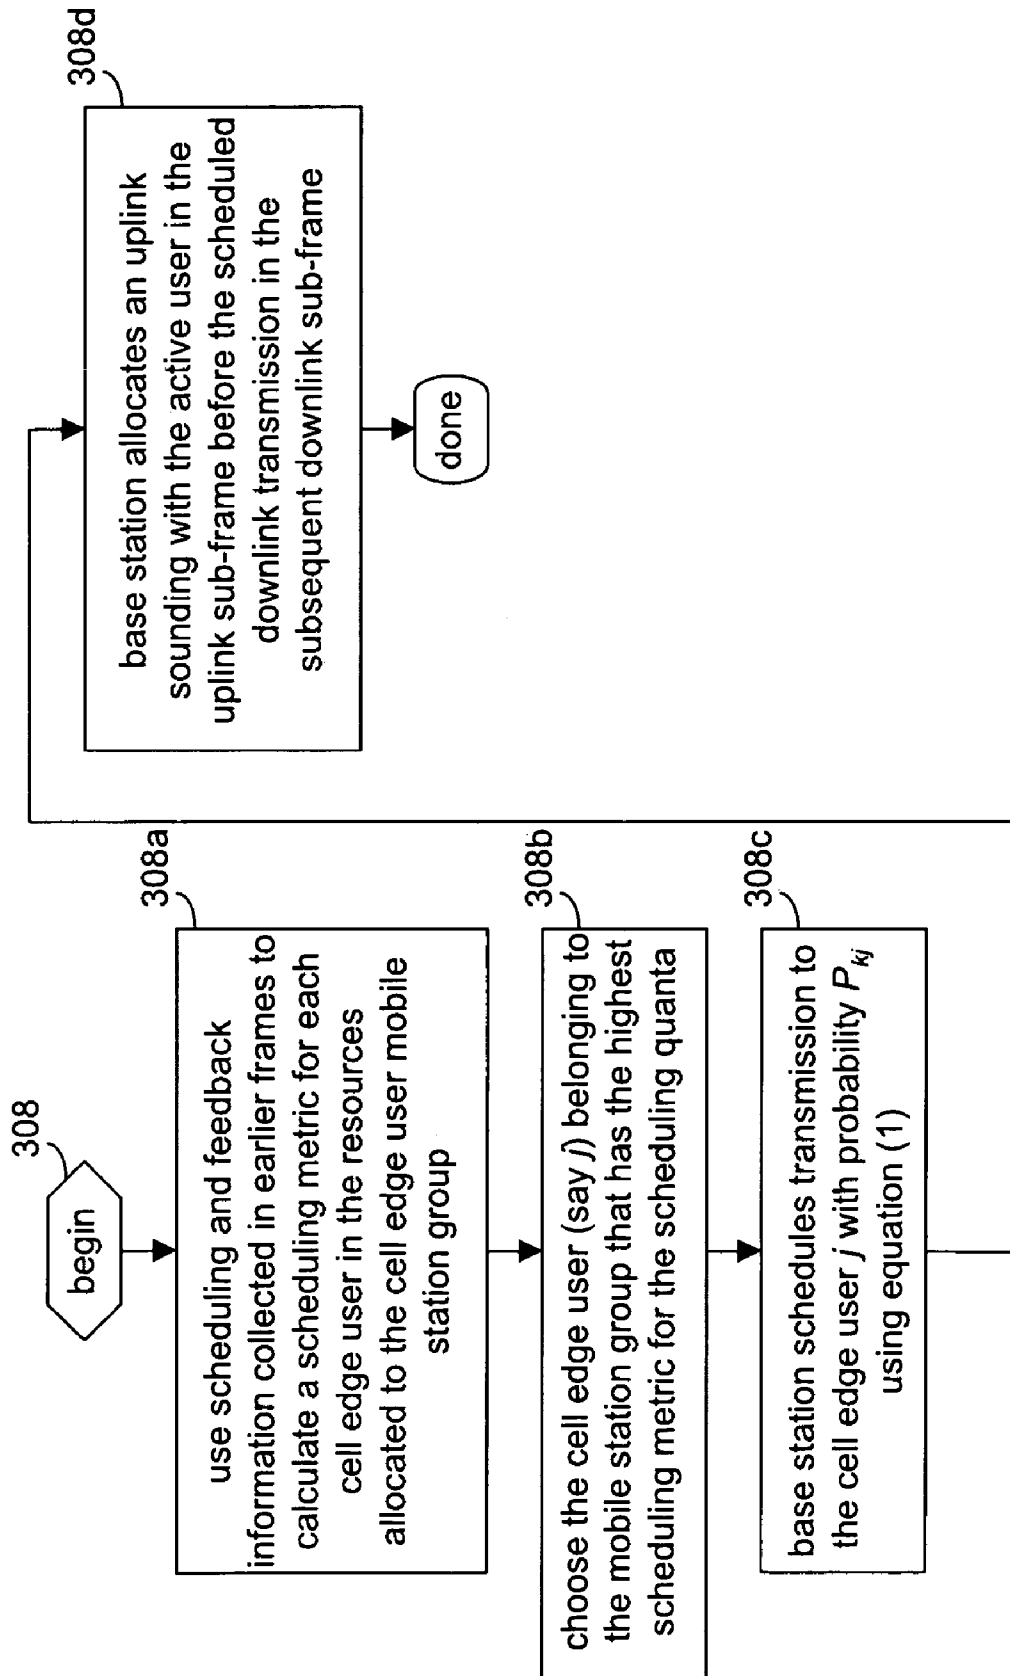 308
begin
308a
use scheduling and feedback
information collected in earlier frames to
calculate a scheduling metric for each
cell edge user in the resources
allocated to the cell edge user mobile
station group
308b
choose the cell edge user (say j) belonging to
the mobile station group that has the highest
scheduling metric for the scheduling quanta
308c
base station schedules transmission to
the cell edge user j with probability Pkj
using equation (1)
308d
base station allocates an uplink
sounding with the active user in the
uplink sub-frame before the scheduled
downlink transmission in the
subsequent downlink sub-frame
done